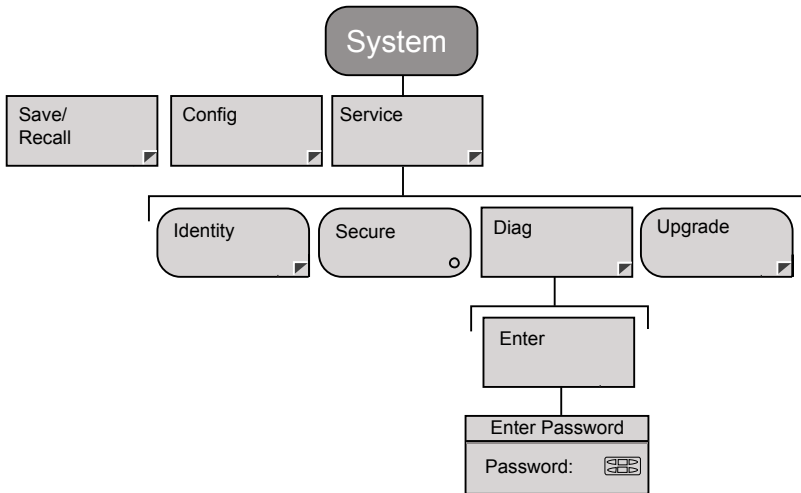 System
Save/
Recall
Config
Service
Identity
Secure
Diag
Upgrade
Enter
Enter Password
Password: